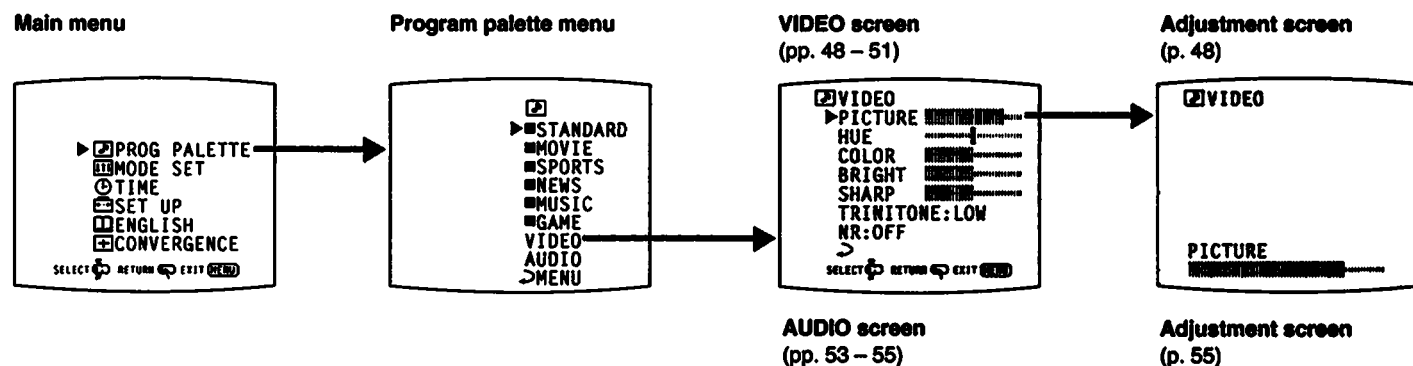 Main menu
Program palette menu
VIDEO screen
(pp. 48 – 51)
Adjustment screen
(p. 48)
PROG PALETTE
MODE SET
TIME
SET UP
ENGLISH
CONVERGENCE
SELECT RETURN EXIT MENU
STANDARD
MOVIE
SPORTS
NEWS
MUSIC
GAME
VIDEO
AUDIO
MENU
VIDEO
PICTURE
HUE
COLOR
BRIGHT
SHARP
TRINITONE:LOW
NR:OFF
SELECT RETURN EXIT MENU
VIDEO
PICTURE
AUDIO screen
(pp. 53 – 55)
Adjustment screen
(p. 55)